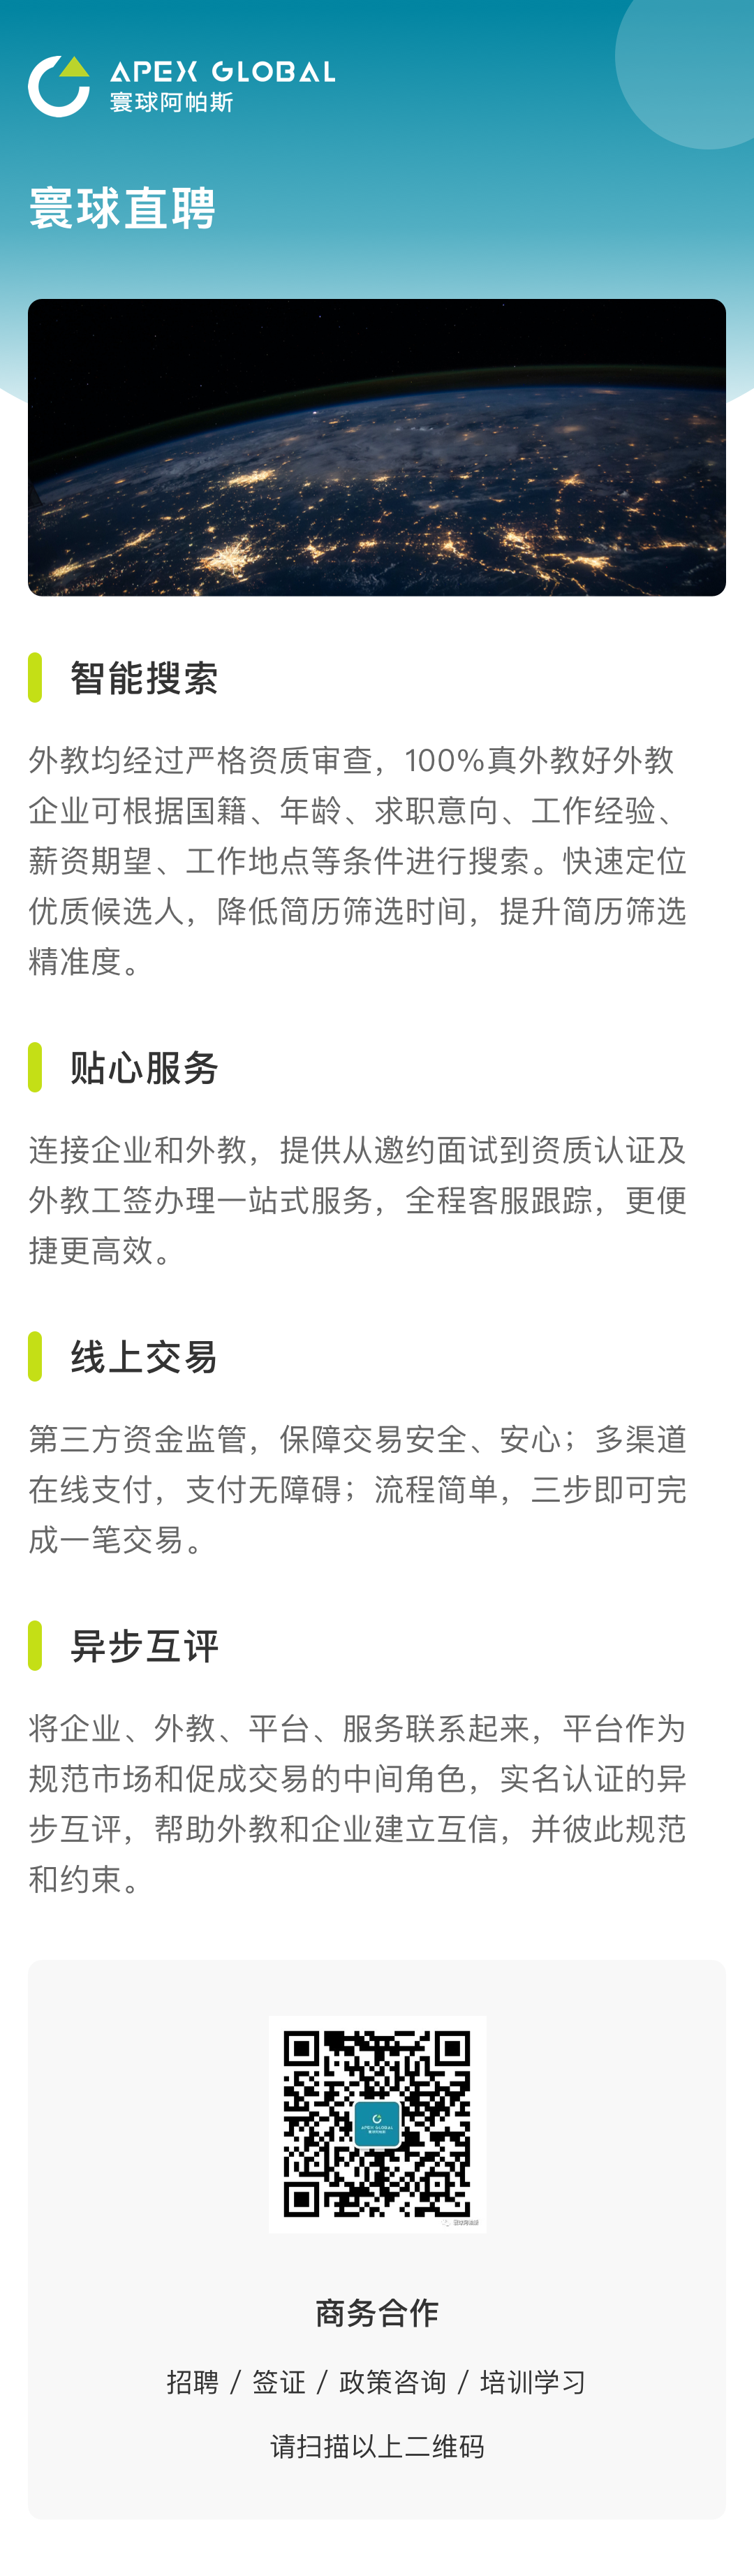 APEX GLOBAL
寰球阿帕斯
寰球直聘
智能搜索
外教均经过严格资质审查，100%真外教好外教
企业可根据国籍、年龄、求职意向、工作经验、
薪资期望、工作地点等条件进行搜索。快速定位
优质候选人，降低简历筛选时间，提升简历筛选
精准度。
贴心服务
连接企业和外教，提供从邀约面试到资质认证及
外教工签办理一站式服务，全程客服跟踪，更便
捷更高效。
线上交易
第三方资金监管，保障交易安全、安心；多渠道
在线支付，支付无障碍；流程简单，三步即可完
成一笔交易。
异步互评
将企业、外教、平台、服务联系起来，平台作为
规范市场和促成交易的中间角色，实名认证的异
步互评，帮助外教和企业建立互信，并彼此规范
和约束。
APEX GLOBAL
商务合作
招聘 / 签证 / 政策咨询 / 培训学习
请扫描以上二维码